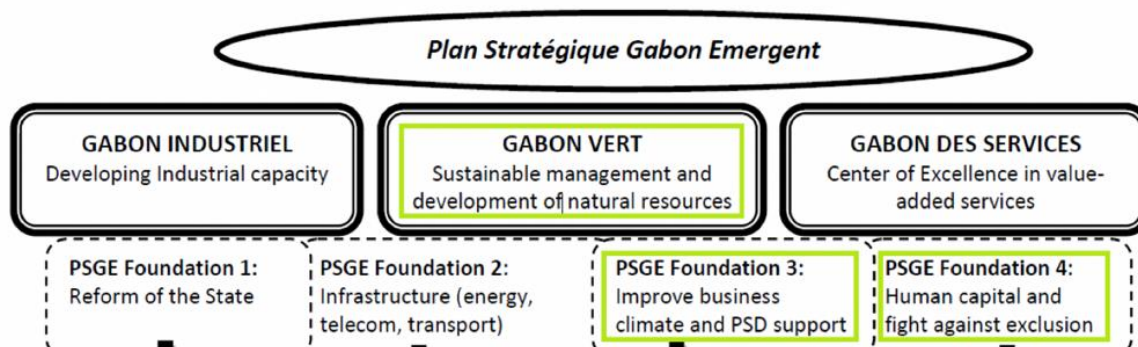 Plan Stratégique Gabon Emergent
GABON INDUSTRIEL
Developing Industrial capacity
GABON VERT
Sustainable management and
development of natural resources
GABON DES SERVICES
Center of Excellence in value-
added services
PSGE Foundation 1:
Reform of the State
PSGE Foundation 2:
Infrastructure (energy,
telecom, transport)
PSGE Foundation 3:
Improve business
climate and PSD support
PSGE Foundation 4:
Human capital and
fight against exclusion